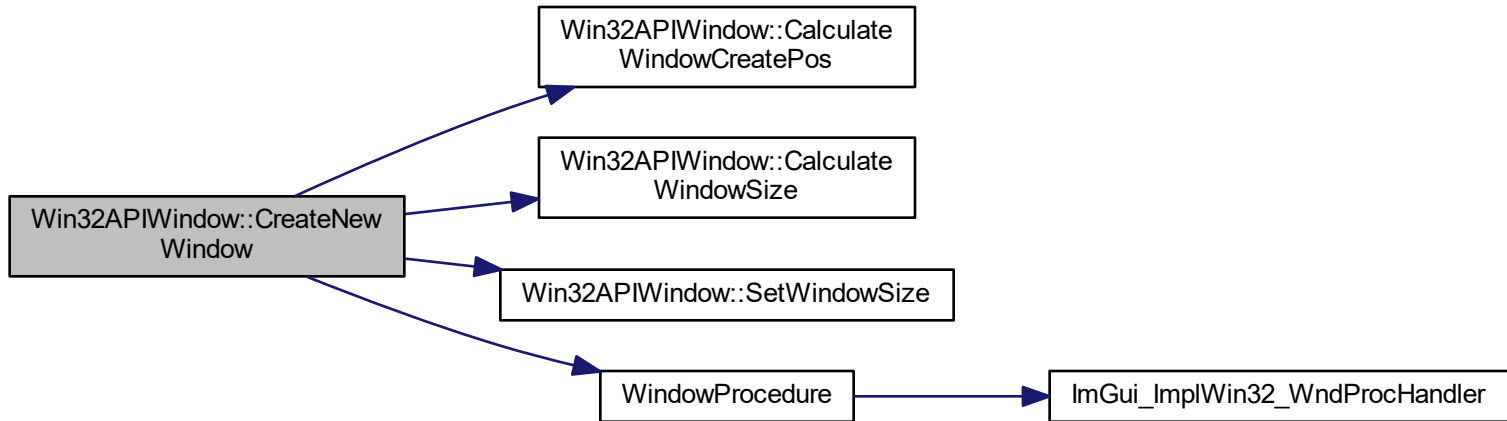 Win32APIWindow::Calculate
WindowCreatePos
Win32APIWindow::Calculate
WindowSize
Win32APIWindow::CreateNew
Window
Win32APIWindow::SetWindowSize
WindowProcedure
ImGui_ImplWin32_WndProcHandler